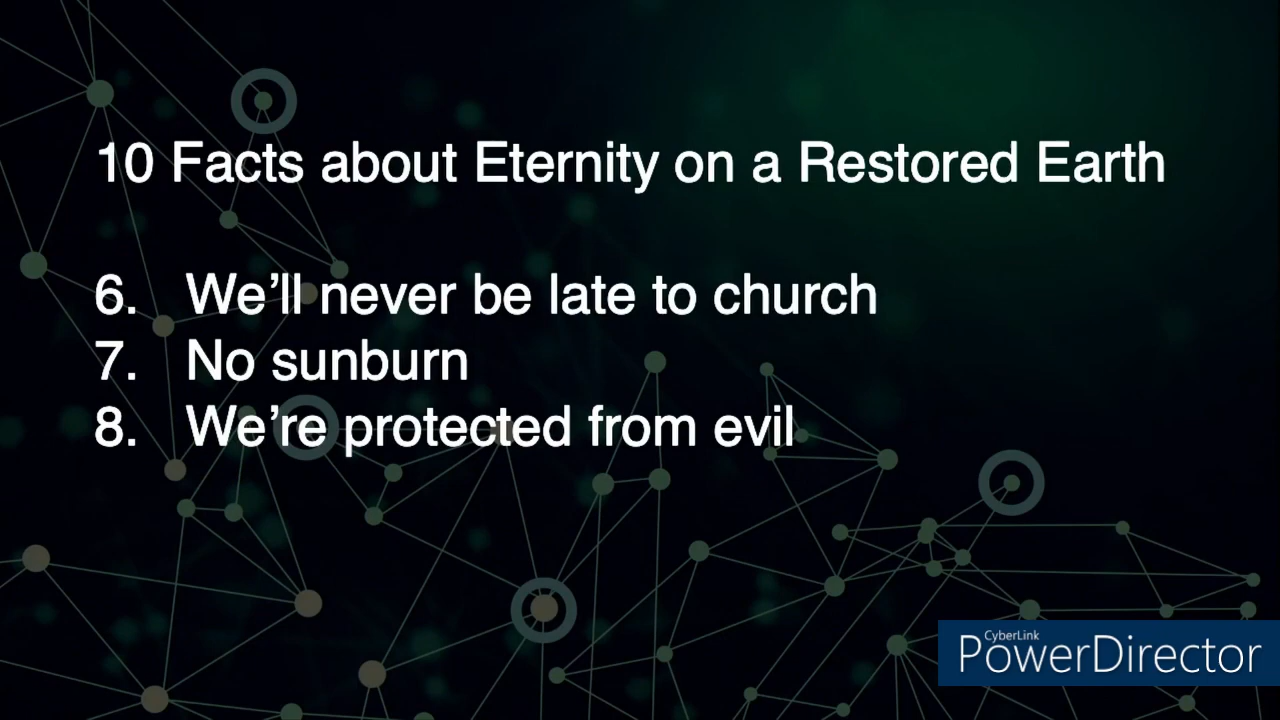 10 Facts about Eternity on a Restored Earth
6. We’ll never be late to church
7. No sunburn
8. We’re protected from evil
CyberLink
PowerDirector